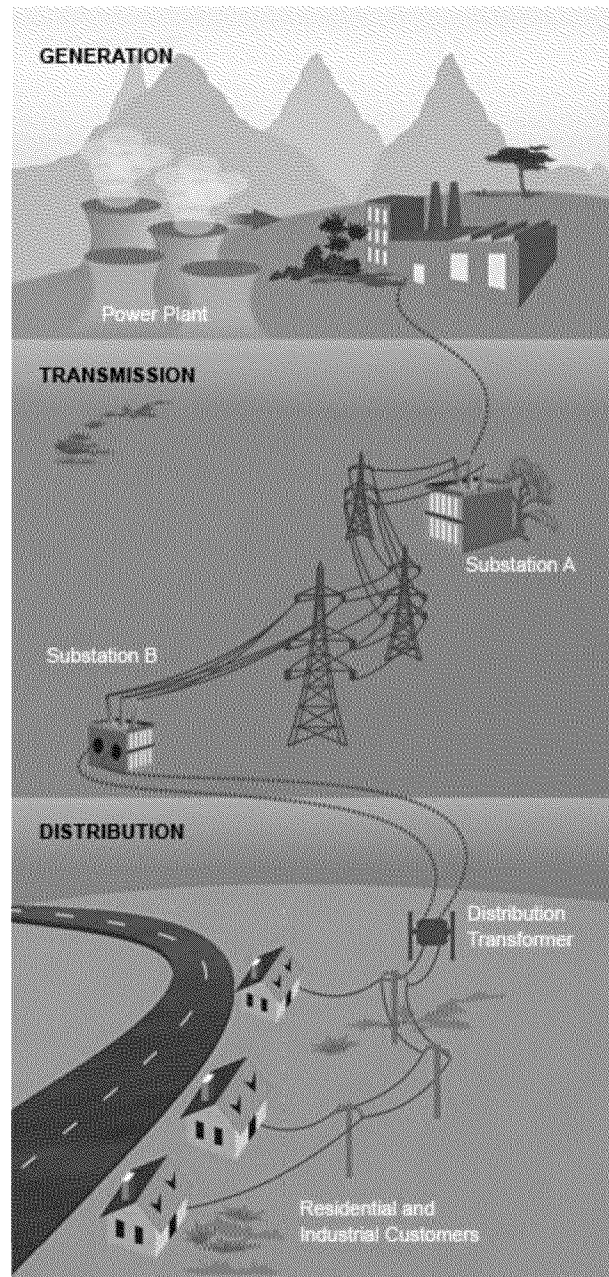 GENERATION
Power Plant
TRANSMISSION
Substation A
Substation B
DISTRIBUTION
Distribution
Transformer
Residential and
Industrial Customers